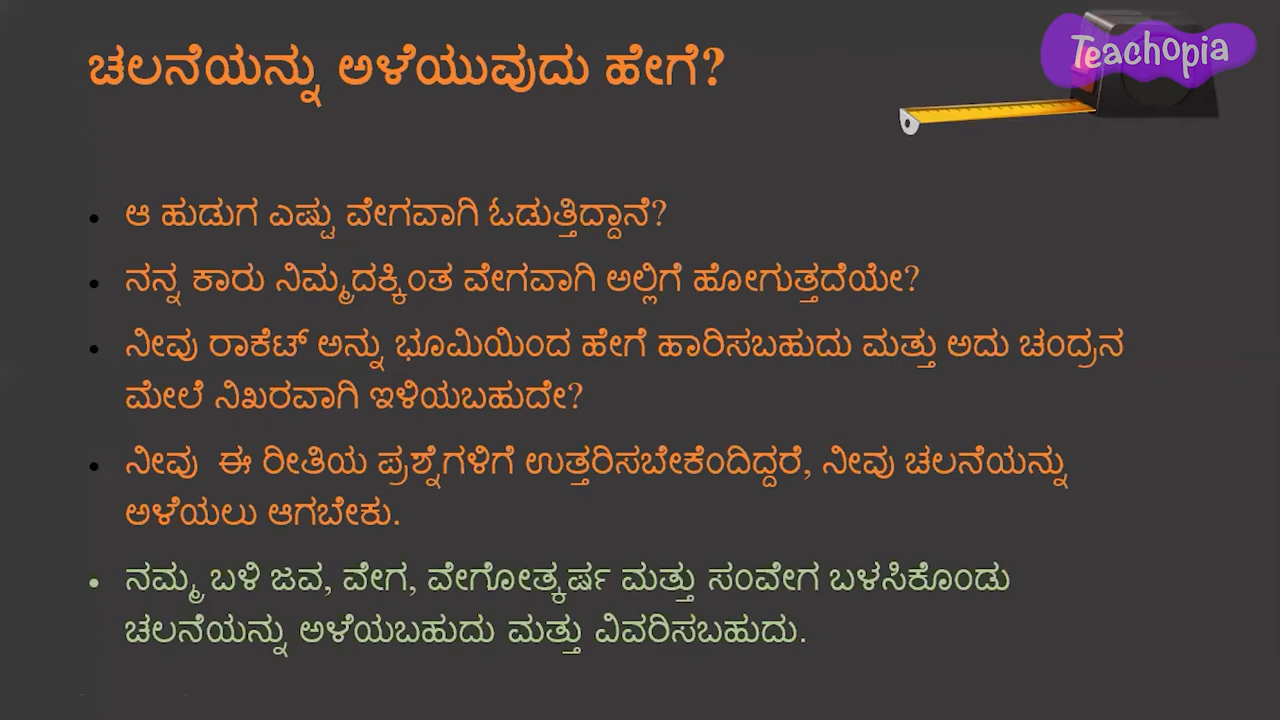 ಚಲನೆಯನ್ನು ಅಳೆಯುವುದು ಹೇಗೆ?
Teachopia
• ಆ ಹುಡುಗ ಎಷ್ಟು ವೇಗವಾಗಿ ಓಡುತ್ತಿದ್ದಾನೆ?
• ನನ್ನ ಕಾರು ನಿಮ್ಮದಕ್ಕಿಂತ ವೇಗವಾಗಿ ಅಲ್ಲಿಗೆ ಹೋಗುತ್ತದೆಯೇ?
• ನೀವು ರಾಕೆಟ್ ಅನ್ನು ಭೂಮಿಯಿಂದ ಹೇಗೆ ಹಾರಿಸಬಹುದು ಮತ್ತು ಅದು ಚಂದ್ರನ
ಮೇಲೆ ನಿಖರವಾಗಿ ಇಳಿಯಬಹುದೇ?
• ನೀವು ಈ ರೀತಿಯ ಪ್ರಶ್ನೆಗಳಿಗೆ ಉತ್ತರಿಸಬೇಕೆಂದಿದ್ದರೆ, ನೀವು ಚಲನೆಯನ್ನು
ಅಳೆಯಲು ಆಗಬೇಕು.
• ನಮ್ಮ ಬಳಿ ಜವ, ವೇಗ, ವೇಗೋತ್ಕರ್ಷ ಮತ್ತು ಸಂವೇಗ ಬಳಸಿಕೊಂಡು
ಚಲನೆಯನ್ನು ಅಳೆಯಬಹುದು ಮತ್ತು ವಿವರಿಸಬಹುದು.